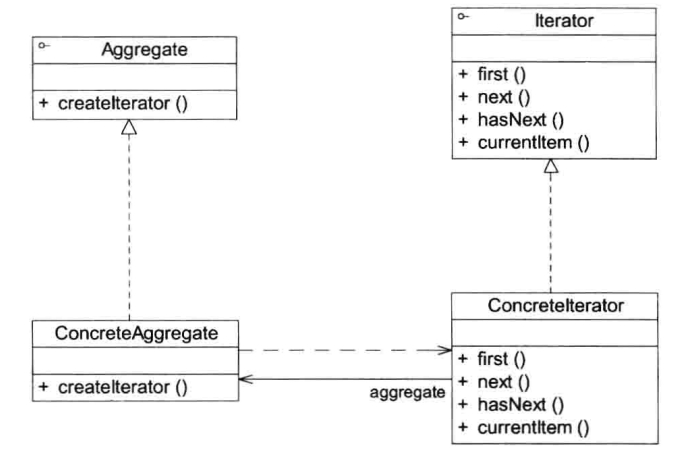 Aggregate
+ createIterator ()
Iterator
+ first ()
+ next ()
+ hasNext ()
+ currentItem ()
ConcreteAggregate
+ createIterator ()
aggregate
ConcreteIterator
+ first ()
+ next ()
+ hasNext ()
+ currentItem ()